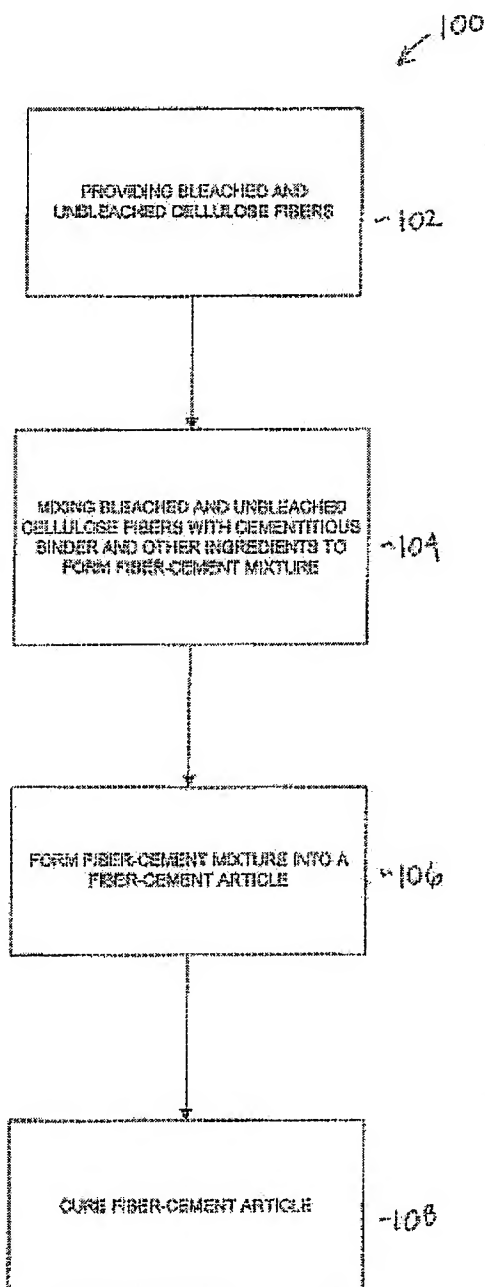 100
PROVIDING BLEACHED AND
UNBLEACHED CELLULOSE FIBERS
102
MIXING BLEACHED AND UNBLEACHED
CELLULOSE FIBERS WITH CEMENTITIOUS
BINDER AND OTHER INGREDIENTS TO
FORM FIBER-CEMENT MIXTURE
104
FORM FIBER-CEMENT MIXTURE INTO A
FIBER-CEMENT ARTICLE
106
CURE FIBER-CEMENT ARTICLE
108